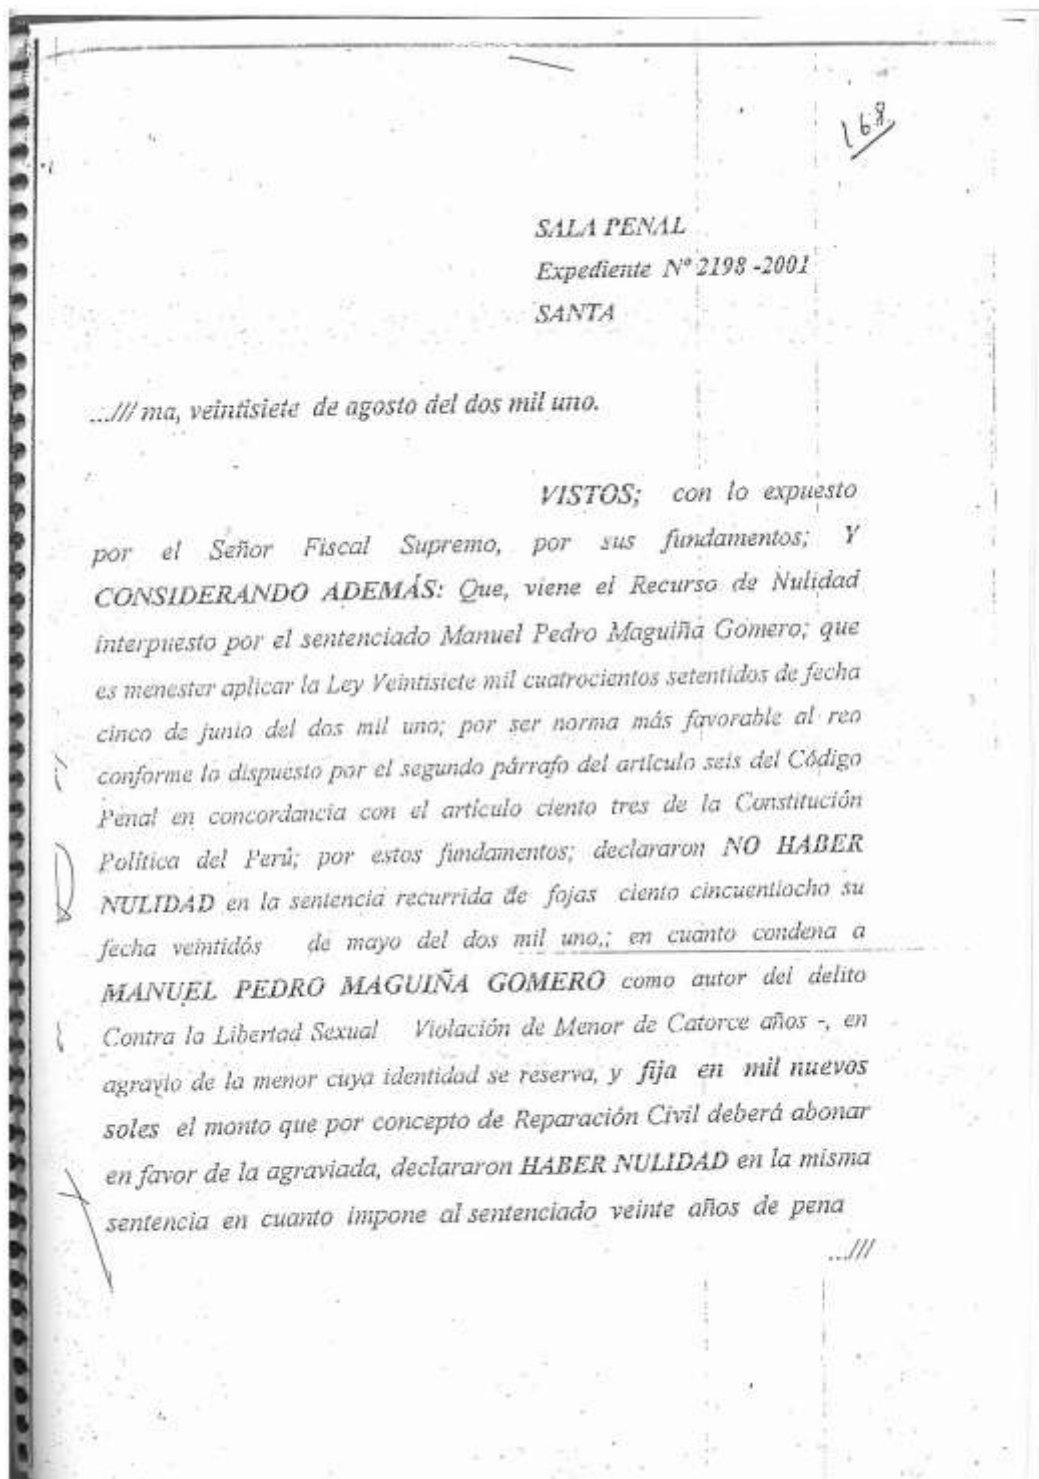 168
SALA PENAL
Expediente Nº 2198 -2001
SANTA
.../// ma, veintisiete de agosto del dos mil uno.
VISTOS; con lo expuesto
por el Señor Fiscal Supremo, por sus fundamentos; Y
CONSIDERANDO ADEMÁS: Que, viene el Recurso de Nulidad
interpuesto por el sentenciado Manuel Pedro Maguiña Gomero; que
es menester aplicar la Ley Veintisiete mil cuatrocientos setentidos de fecha
cinco de junio del dos mil uno; por ser norma más favorable al reo
conforme lo dispuesto por el segundo párrafo del artículo seis del Código
Penal en concordancia con el artículo ciento tres de la Constitución
Política del Perú; por estos fundamentos; declararon NO HABER
NULIDAD en la sentencia recurrida de fojas ciento cincuentiocho su
fecha veintidós de mayo del dos mil uno,; en cuanto condena a
MANUEL PEDRO MAGUIÑA GOMERO como autor del delito
Contra la Libertad Sexual Violación de Menor de Catorce años -, en
agravio de la menor cuya identidad se reserva, y fija en mil nuevos
soles el monto que por concepto de Reparación Civil deberá abonar
en favor de la agraviada, declararon HABER NULIDAD en la misma
sentencia en cuanto impone al sentenciado veinte años de pena
...///